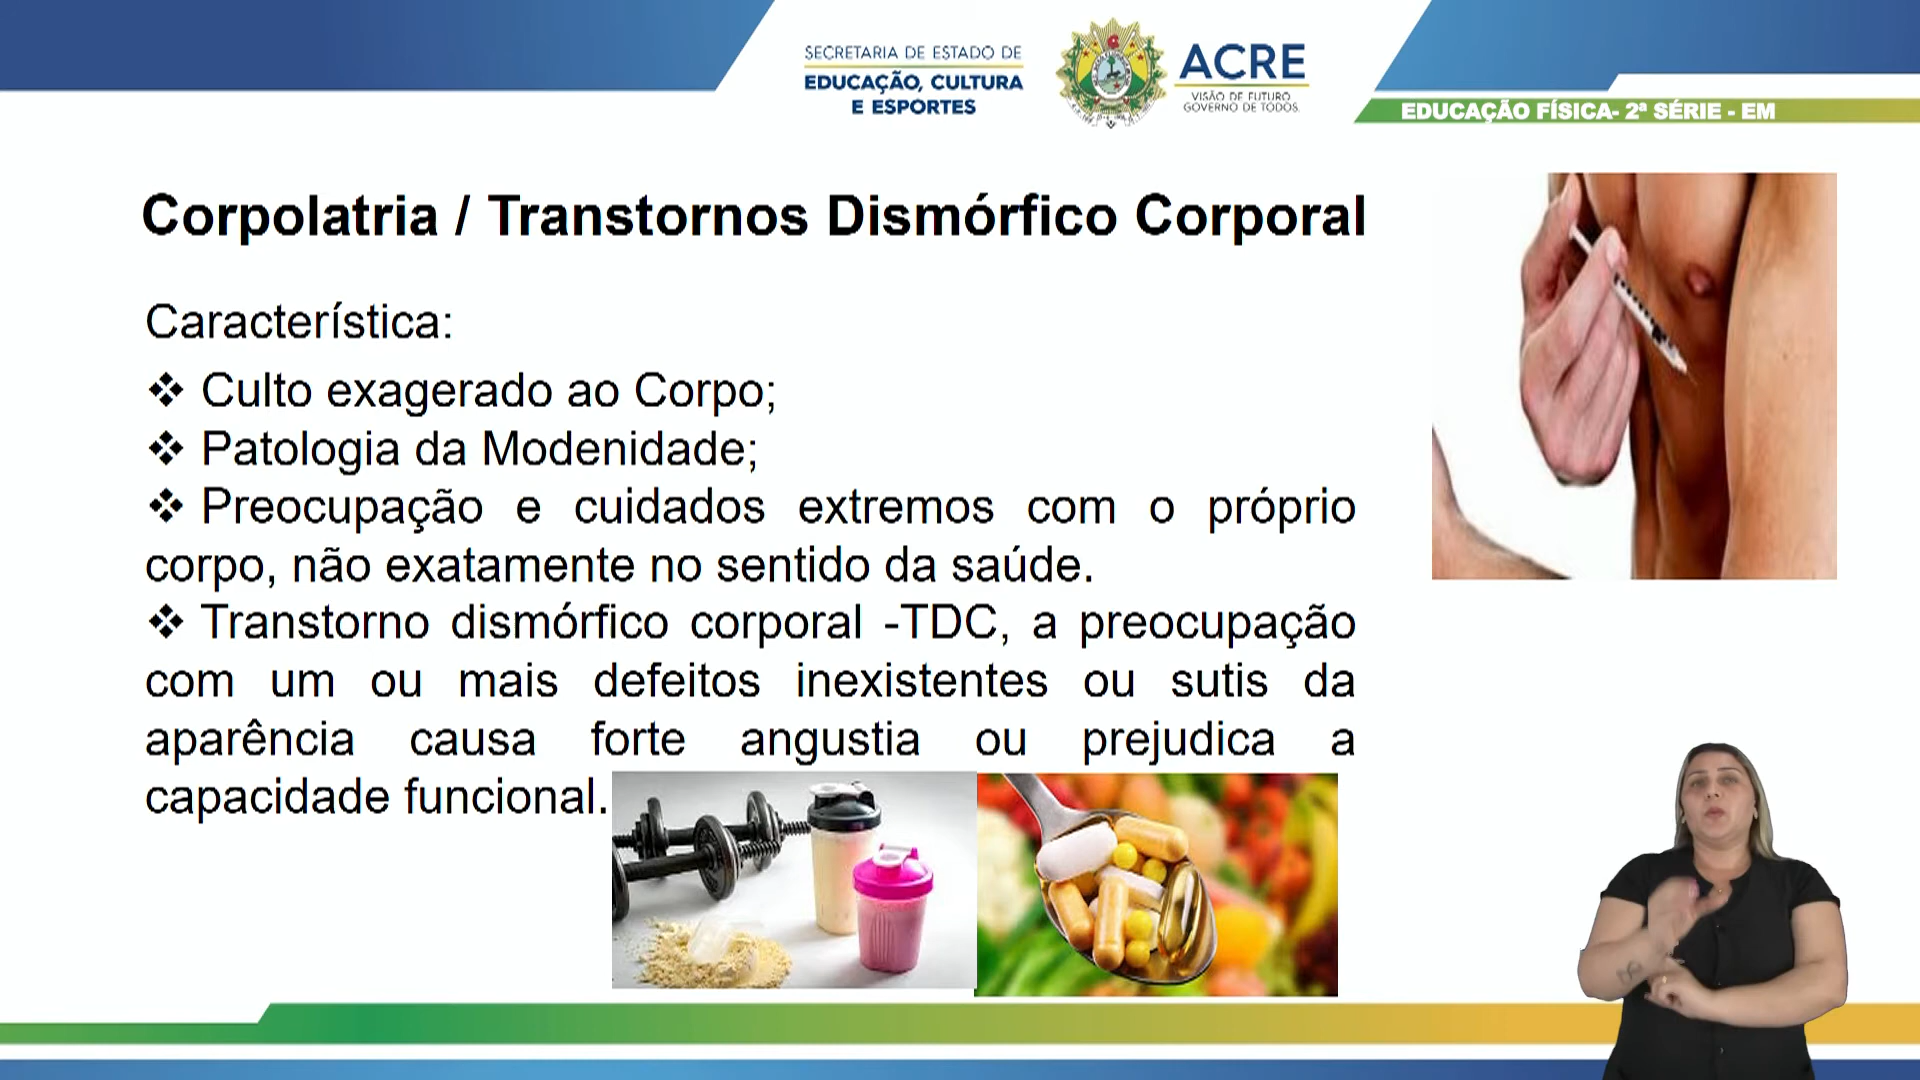 SECRETARIA DE ESTADO DE
EDUCAÇÃO, CULTURA
E ESPORTES
ACRE
VISÃO DE FUTURO
GOVERNO DE TODOS.
EDUCAÇÃO FÍSICA- 2ª SÉRIE - EM
Corpolatria / Transtornos Dismórfico Corporal
Característica:
❖ Culto exagerado ao Corpo;
❖ Patologia da Modenidade;
❖ Preocupação e cuidados extremos com o próprio
corpo, não exatamente no sentido da saúde.
❖ Transtorno dismórfico corporal -TDC, a preocupação
com um ou mais defeitos inexistentes ou sutis da
aparência causa forte angustia ou prejudica a
capacidade funcional.